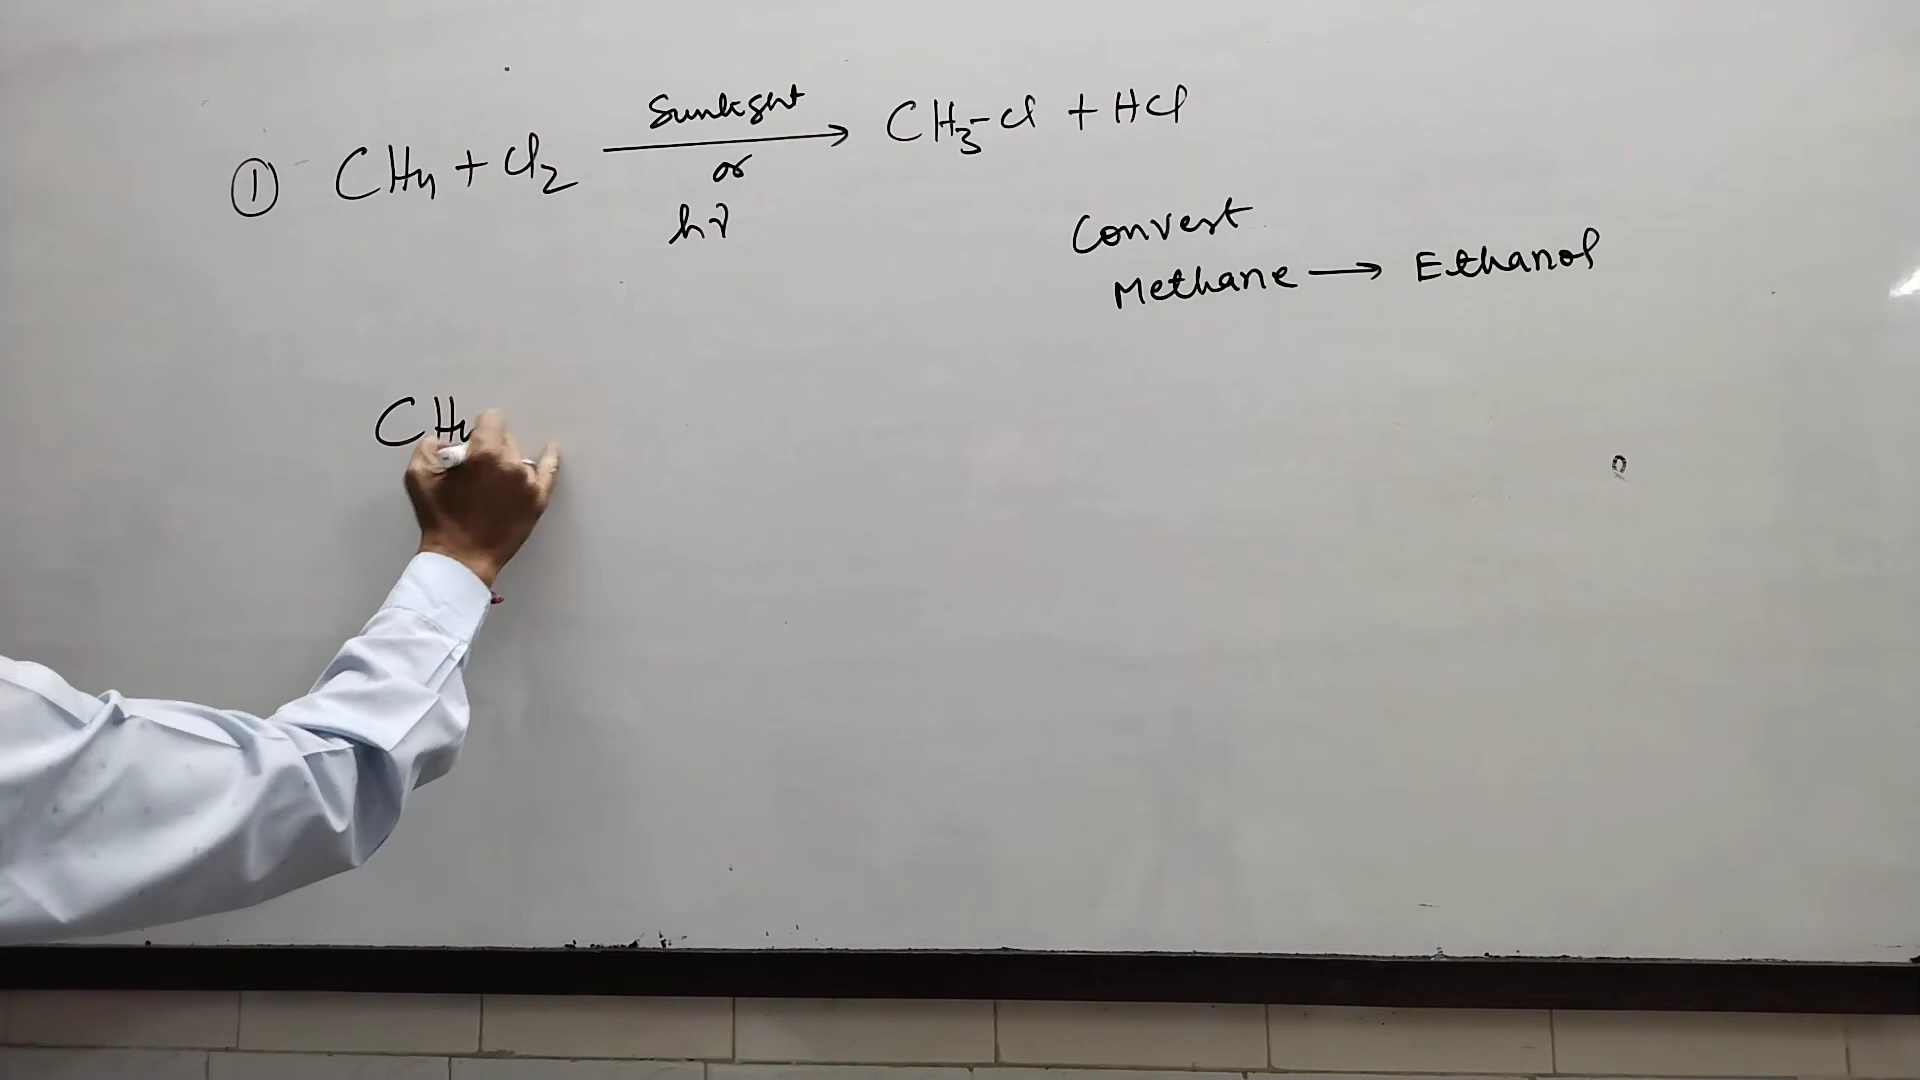 ① CH4 + Cl2 ⟶ CH3-Cl + HCl
Sunlight
or
hν
Convert
Methane ⟶ Ethanol
CH4